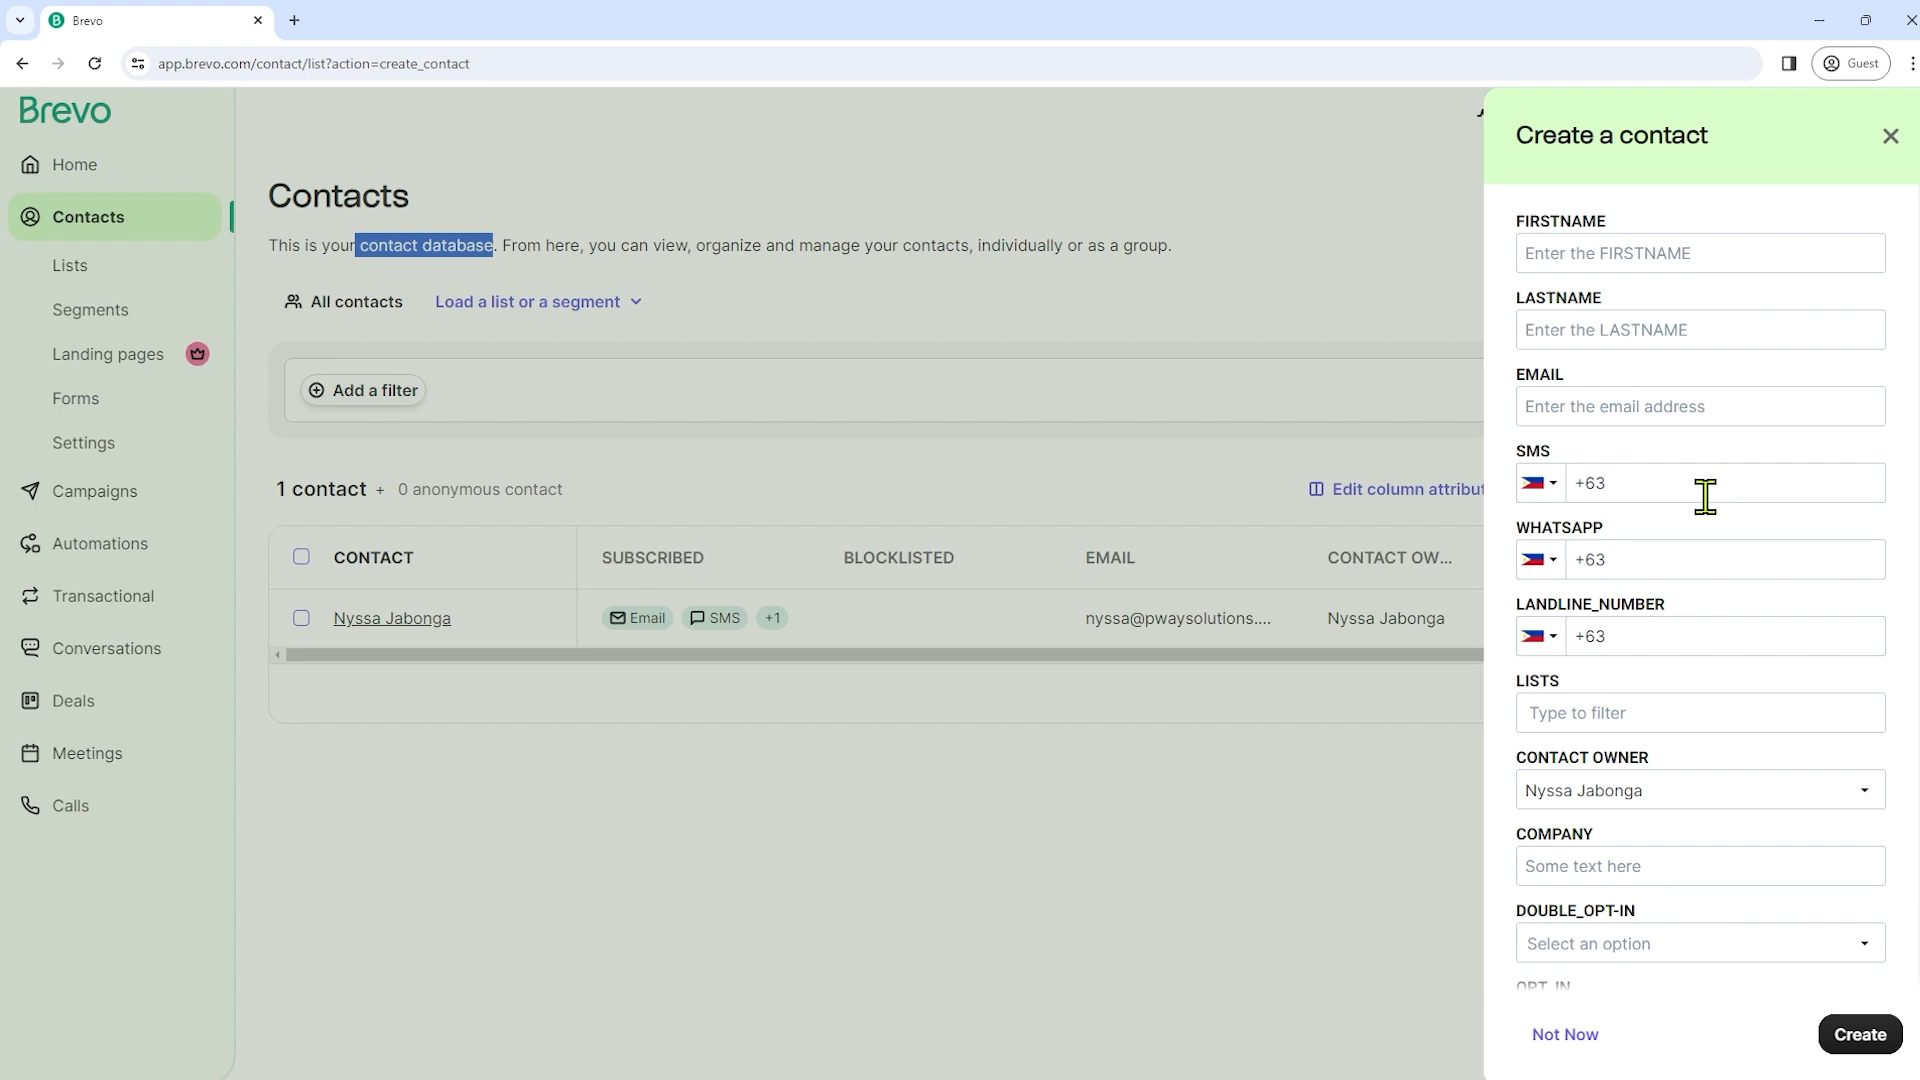 Brevo
app.brevo.com/contact/list?action=create_contact
Guest
Brevo
Home
Contacts
Lists
Segments
Landing pages
Forms
Settings
Campaigns
Automations
Transactional
Conversations
Deals
Meetings
Calls
Contacts
This is your contact database. From here, you can view, organize and manage your contacts, individually or as a group.
All contacts
Load a list or a segment
Add a filter
1 contact + 0 anonymous contact
Edit column attribut
CONTACT SUBSCRIBED BLOCKLISTED EMAIL CONTACT OW...
Nyssa Jabonga Email SMS +1 nyssa@pwaysolutions.... Nyssa Jabonga
Create a contact
FIRSTNAME
Enter the FIRSTNAME
LASTNAME
Enter the LASTNAME
EMAIL
Enter the email address
SMS
+63
WHATSAPP
+63
LANDLINE_NUMBER
+63
LISTS
Type to filter
CONTACT OWNER
Nyssa Jabonga
COMPANY
Some text here
DOUBLE_OPT-IN
Select an option
OPT_IN
Not Now
Create